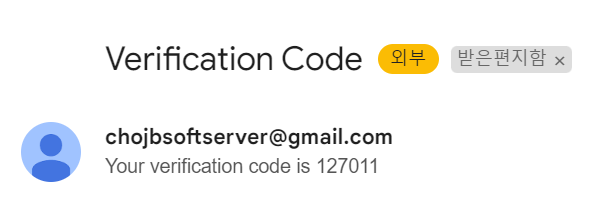 Verification Code 외부 받은편지함 ×
chojbsoftserver@gmail.com
Your verification code is 127011